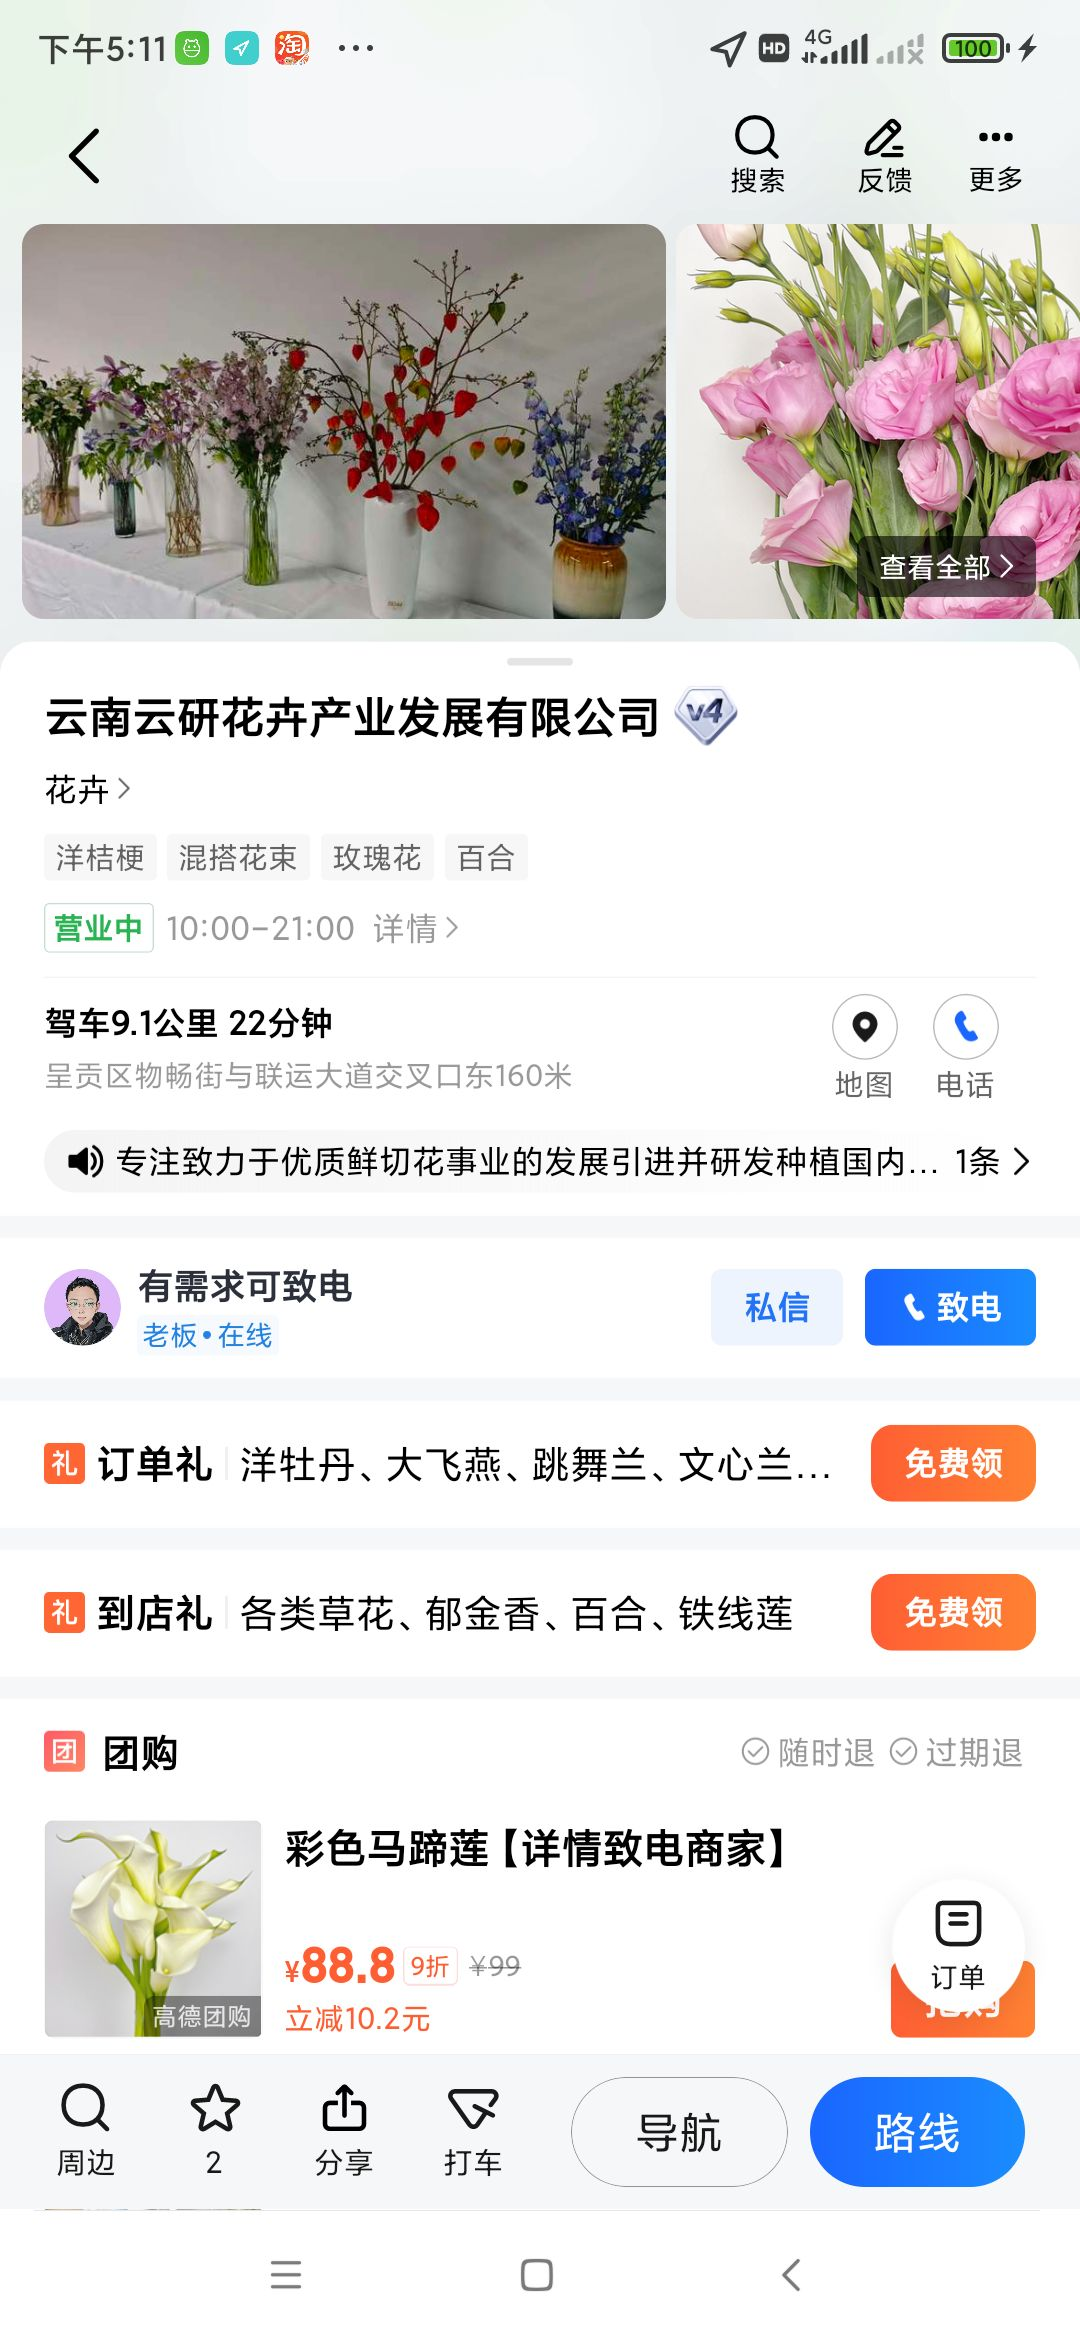 下午5:11
淘
HD
4G
100
搜索
反馈
更多
查看全部
云南云研花卉产业发展有限公司
v4
花卉
洋桔梗 混搭花束 玫瑰花 百合
营业中 10:00-21:00 详情
驾车9.1公里 22分钟
呈贡区物畅街与联运大道交叉口东160米
地图
电话
专注致力于优质鲜切花事业的发展引进并研发种植国内... 1条
有需求可致电
老板•在线
私信
致电
礼 订单礼 洋牡丹、大飞燕、跳舞兰、文心兰... 免费领
礼 到店礼 各类草花、郁金香、百合、铁线莲 免费领
团 团购 随时退 过期退
彩色马蹄莲【详情致电商家】
¥88.8 9折 ¥99
立减10.2元
高德团购
订单
抢购
周边
2
分享
打车
导航
路线